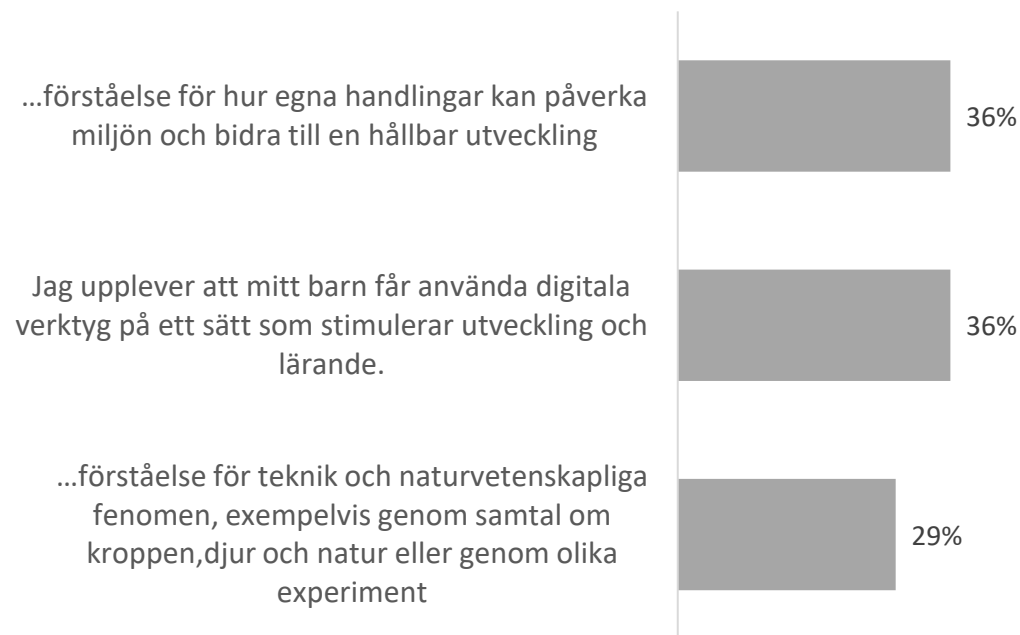 …förståelse för hur egna handlingar kan påverka
miljön och bidra till en hållbar utveckling
36%
Jag upplever att mitt barn får använda digitala
verktyg på ett sätt som stimulerar utveckling och
lärande.
36%
…förståelse för teknik och naturvetenskapliga
fenomen, exempelvis genom samtal om
kroppen,djur och natur eller genom olika
experiment
29%